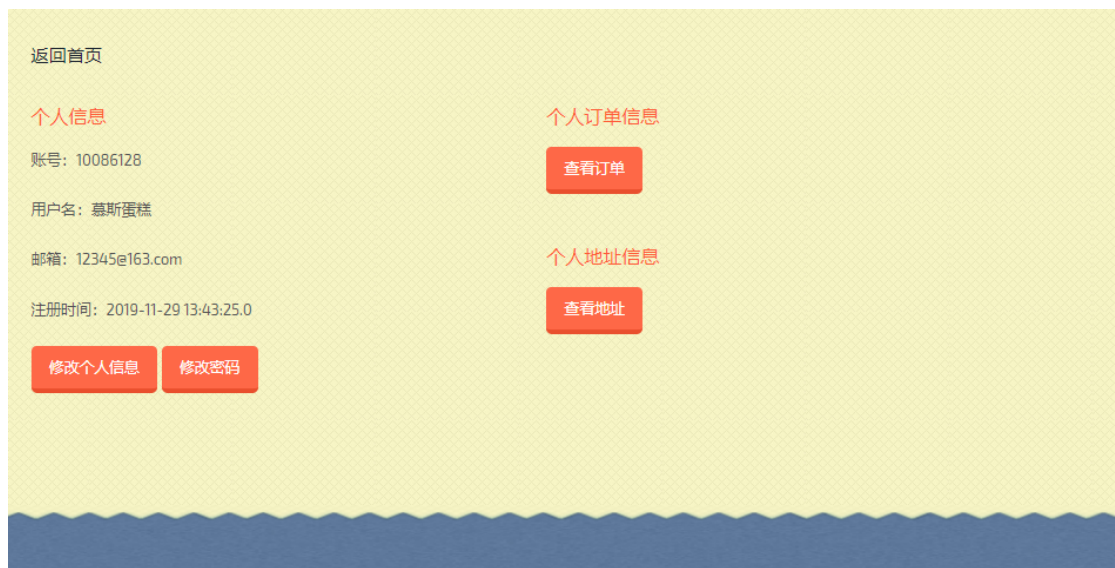 返回首页
个人信息
账号：10086128
用户名：慕斯蛋糕
邮箱：12345@163.com
注册时间：2019-11-29 13:43:25.0
修改个人信息 修改密码
个人订单信息
查看订单
个人地址信息
查看地址